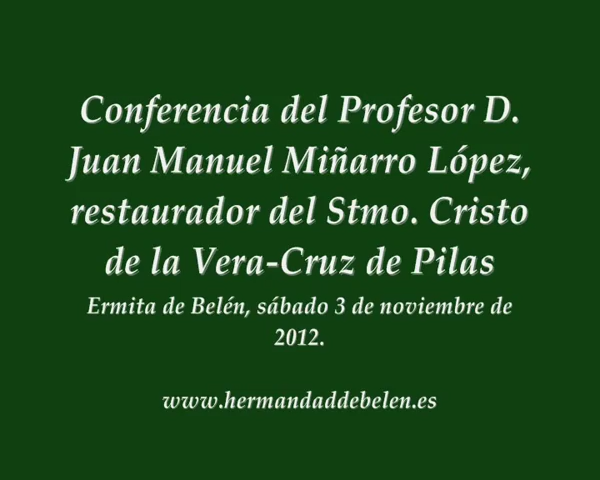 Conferencia del Profesor D.
Juan Manuel Miñarro López,
restaurador del Stmo. Cristo
de la Vera-Cruz de Pilas
Ermita de Belén, sábado 3 de noviembre de
2012.
www.hermandaddebelen.es